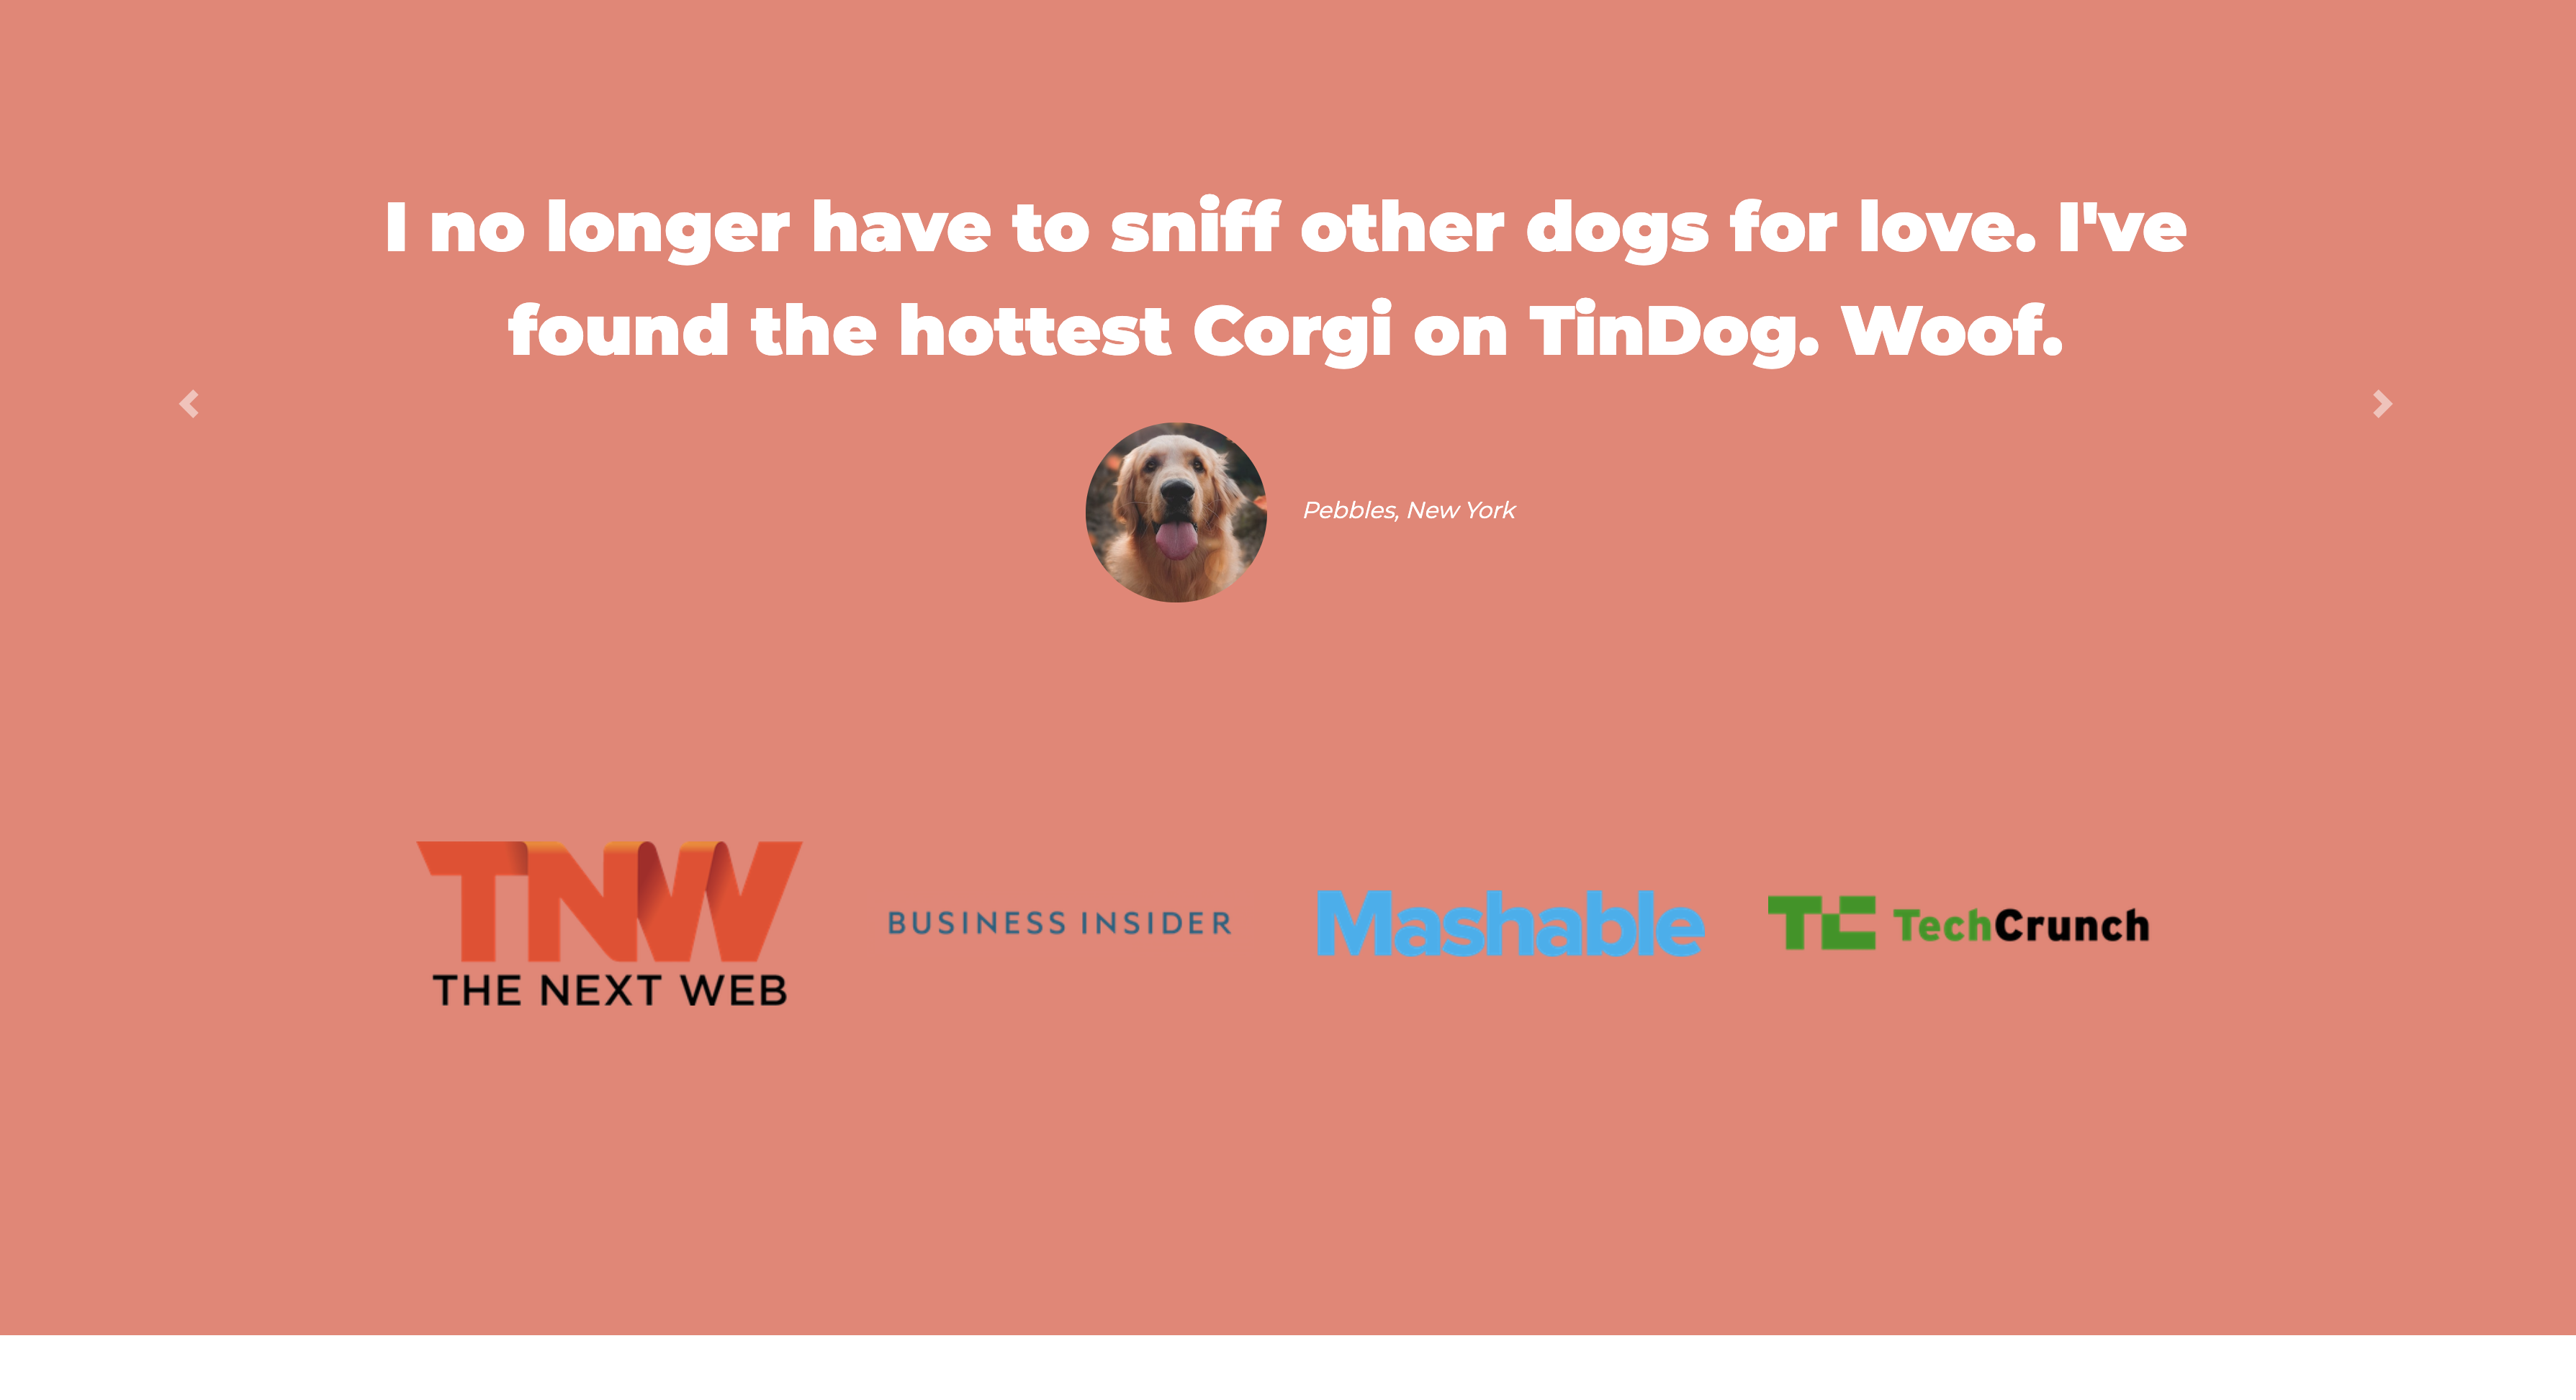 I no longer have to sniff other dogs for love. I've
found the hottest Corgi on TinDog. Woof.
Pebbles, New York
TNW
THE NEXT WEB
BUSINESS INSIDER
Mashable
TC TechCrunch